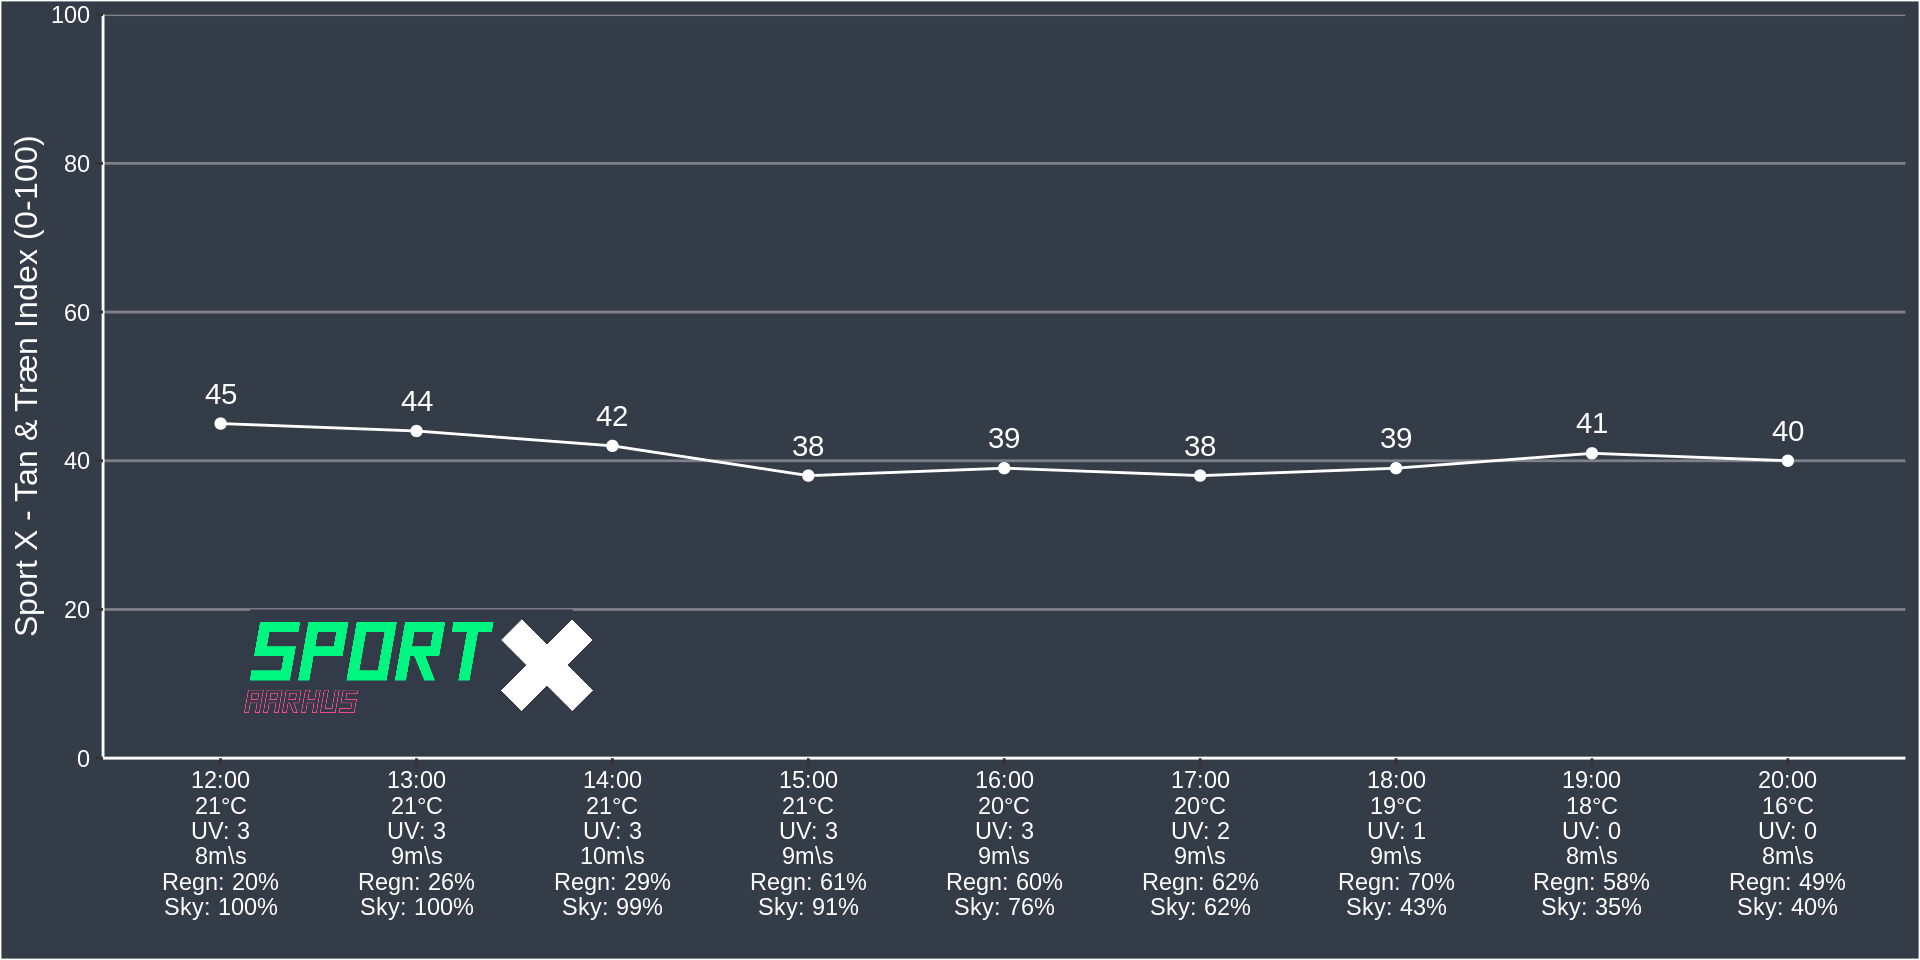 Sport X - Tan & Træn Index (0-100)
100
80
60
40
20
0
45
44
42
38
39
38
39
41
40
SPORT X
AARHUS
12:00 13:00 14:00 15:00 16:00 17:00 18:00 19:00 20:00
21°C 21°C 21°C 21°C 20°C 20°C 19°C 18°C 16°C
UV: 3 UV: 3 UV: 3 UV: 3 UV: 3 UV: 2 UV: 1 UV: 0 UV: 0
8m\s 9m\s 10m\s 9m\s 9m\s 9m\s 9m\s 8m\s 8m\s
Regn: 20% Regn: 26% Regn: 29% Regn: 61% Regn: 60% Regn: 62% Regn: 70% Regn: 58% Regn: 49%
Sky: 100% Sky: 100% Sky: 99% Sky: 91% Sky: 76% Sky: 62% Sky: 43% Sky: 35% Sky: 40%